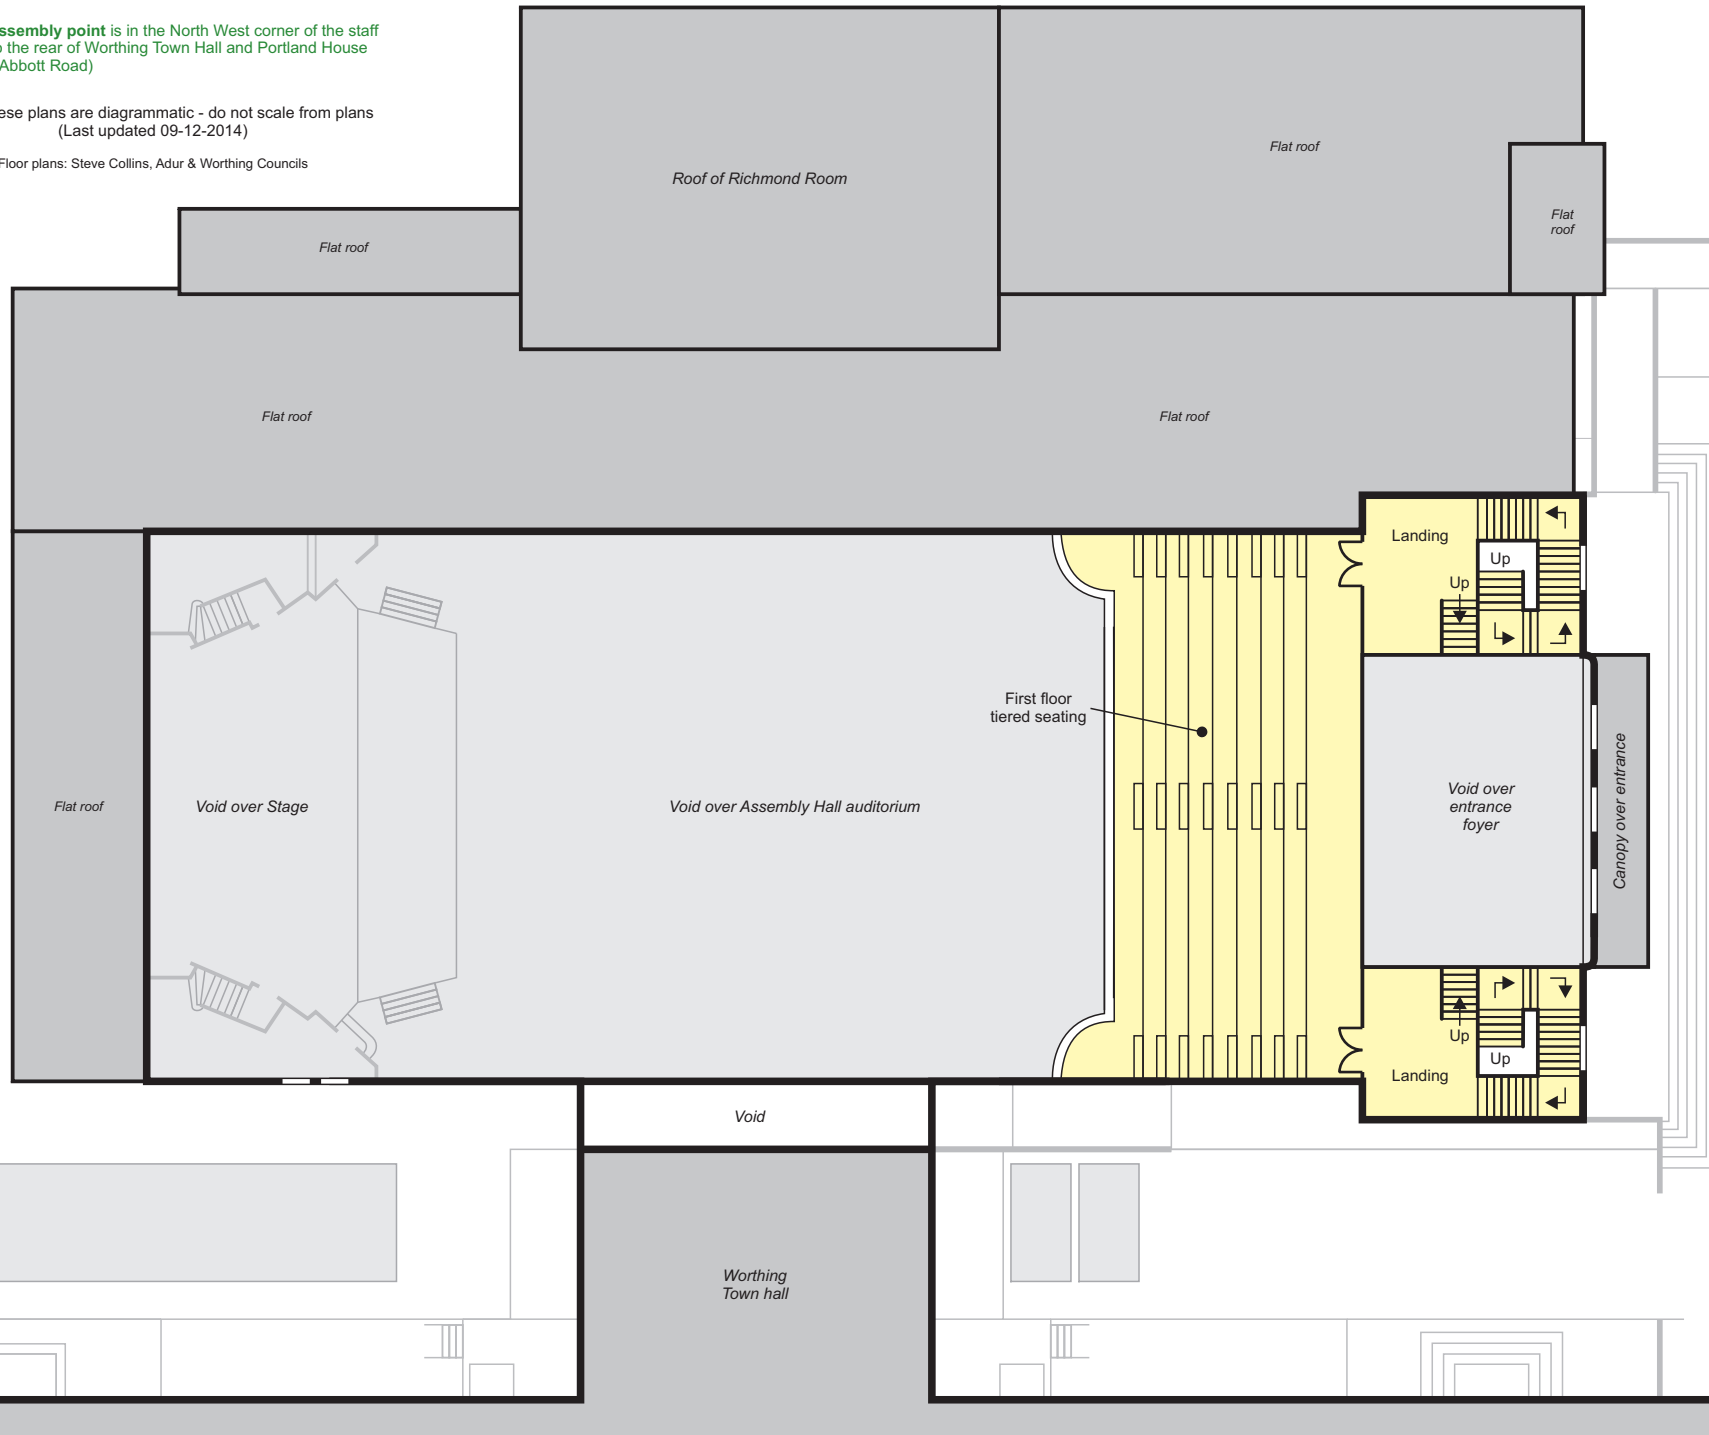 ssembly point is in the North West corner of the staff
the rear of Worthing Town Hall and Portland House
Abbott Road)
ese plans are diagrammatic - do not scale from plans
(Last updated 09-12-2014)
Floor plans: Steve Collins, Adur & Worthing Councils
Roof of Richmond Room
Flat roof
Flat
roof
Flat roof
Flat roof
Flat roof
Landing
Up
Up
First floor
tiered seating
Flat roof
Void over Stage
Void over Assembly Hall auditorium
Void over
entrance
foyer
Canopy over entrance
Up
Up
Landing
Void
Worthing
Town hall